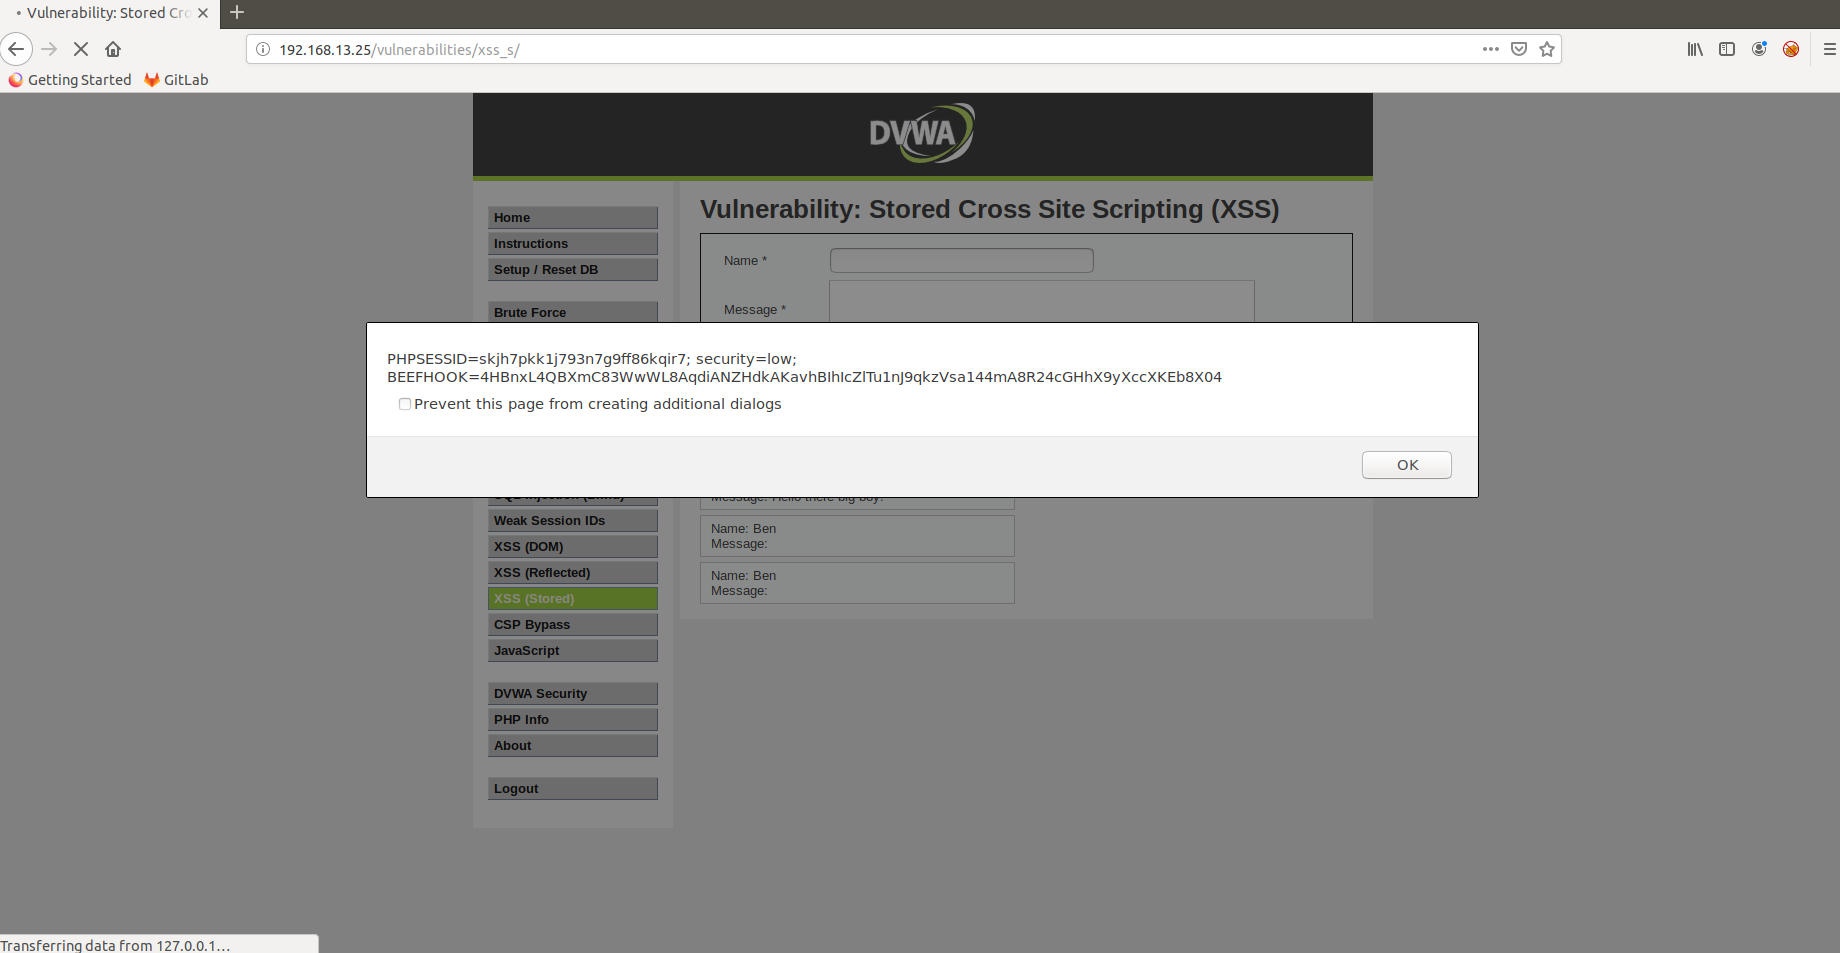 Vulnerability: Stored Cro
192.168.13.25/vulnerabilities/xss_s/
Getting Started GitLab
DVWA
Home
Instructions
Setup / Reset DB
Brute Force
Vulnerability: Stored Cross Site Scripting (XSS)
Name *
Message *
PHPSESSID=skjh7pkk1j793n7g9ff86kqir7; security=low;
BEEFHOOK=4HBnxL4QBXmC83WwWL8AqdiANZHdkAKavhBIhIcZlTu1nJ9qkzVsa144mA8R24cGHhX9yXccXKEb8X04
Prevent this page from creating additional dialogs
OK
Message: Hello there big boy!
Name: Ben
Message:
Name: Ben
Message:
Weak Session IDs
XSS (DOM)
XSS (Reflected)
XSS (Stored)
CSP Bypass
JavaScript
DVWA Security
PHP Info
About
Logout
Transferring data from 127.0.0.1...